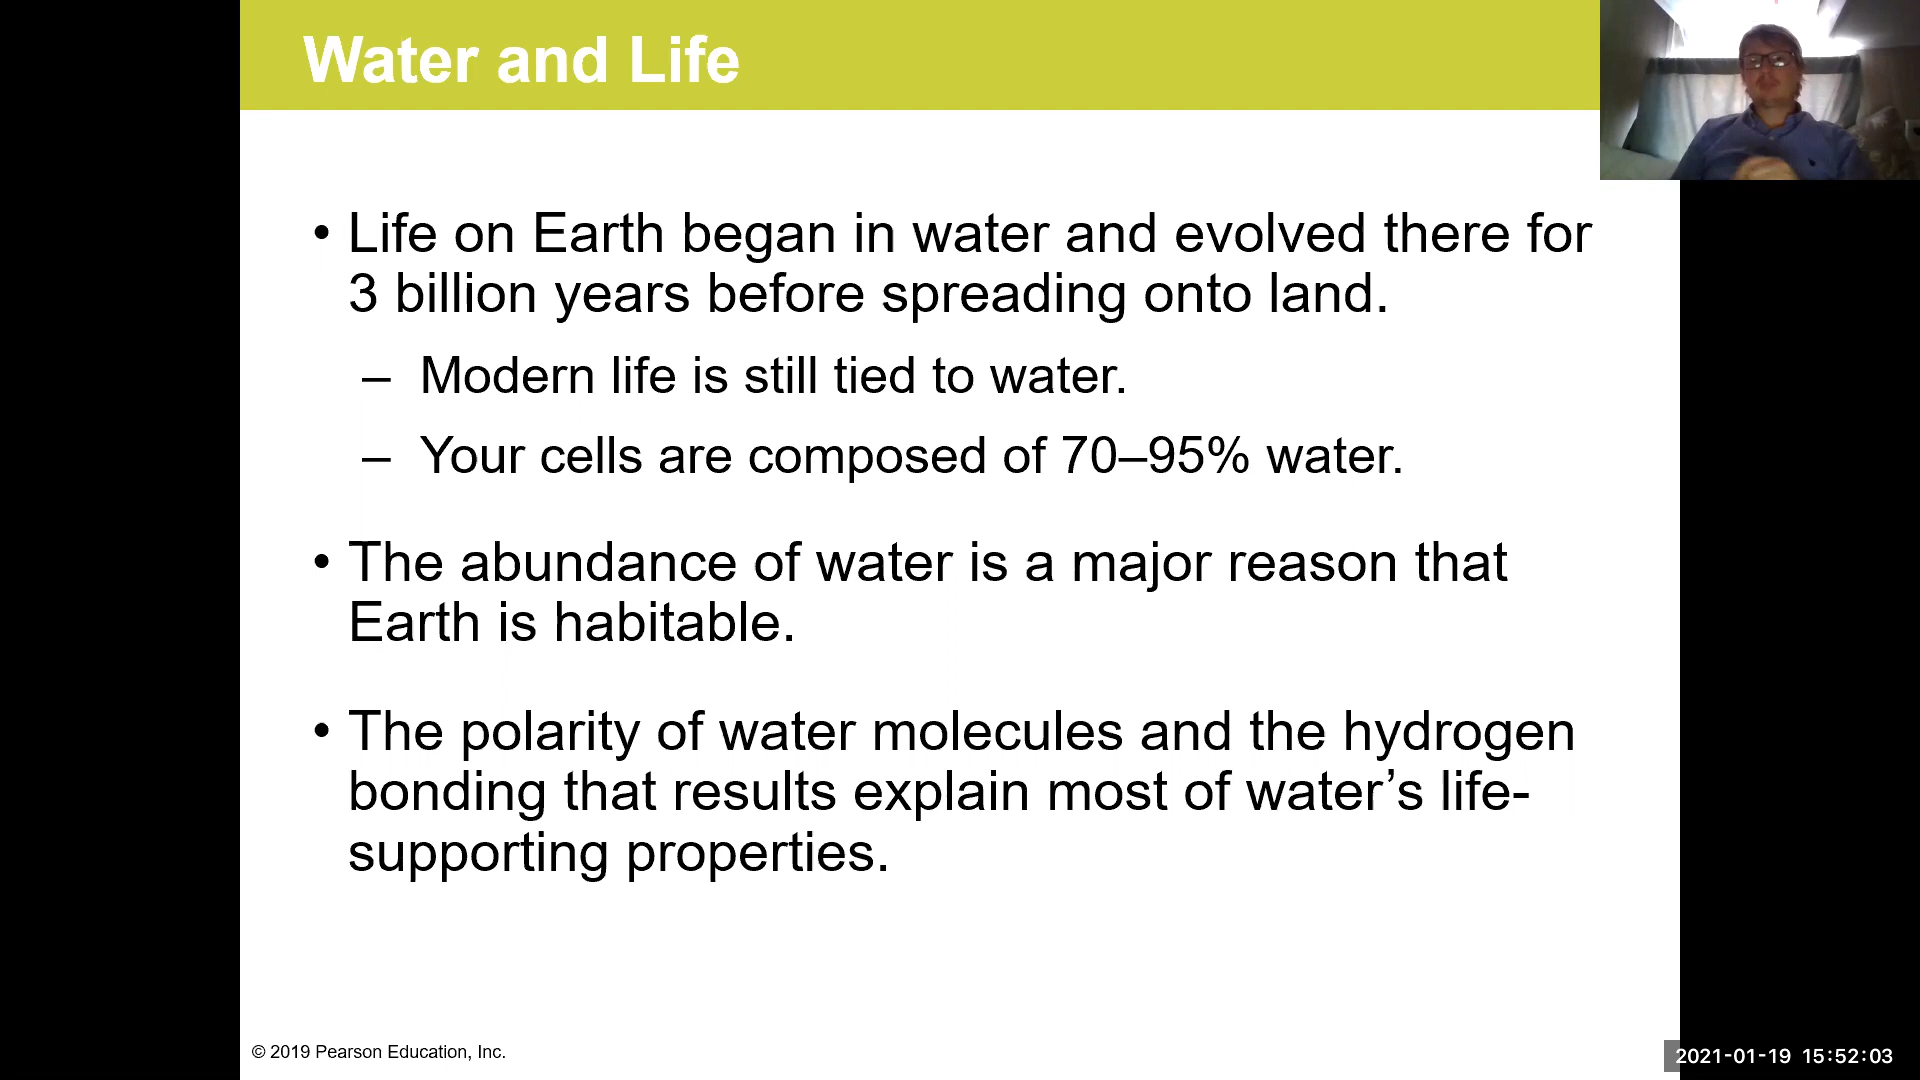 Water and Life
• Life on Earth began in water and evolved there for
3 billion years before spreading onto land.
– Modern life is still tied to water.
– Your cells are composed of 70–95% water.
• The abundance of water is a major reason that
Earth is habitable.
• The polarity of water molecules and the hydrogen
bonding that results explain most of water’s life-
supporting properties.
© 2019 Pearson Education, Inc.
2021-01-19 15:52:03